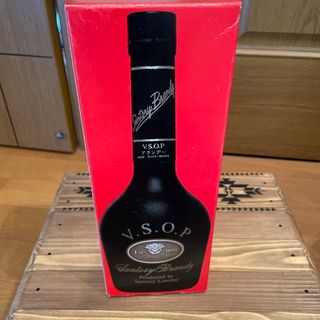 Suntory Brandy
V.S.O.P
ブランデー
V.S.O.P
Suntory Brandy
Produced by
Suntory Limited